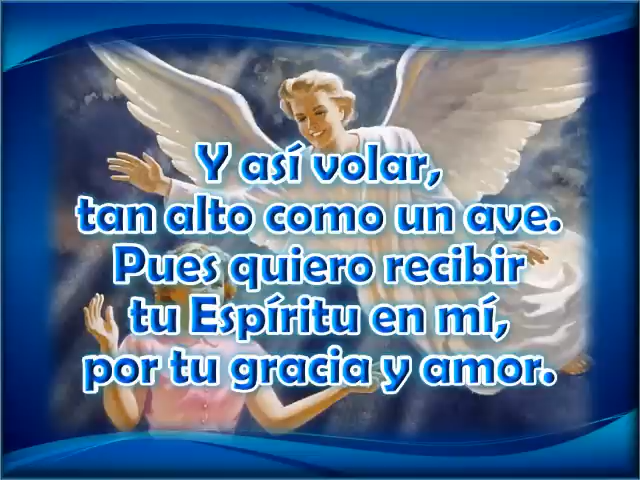 Y así volar,
tan alto como un ave.
Pues quiero recibir
tu Espíritu en mí,
por tu gracia y amor.